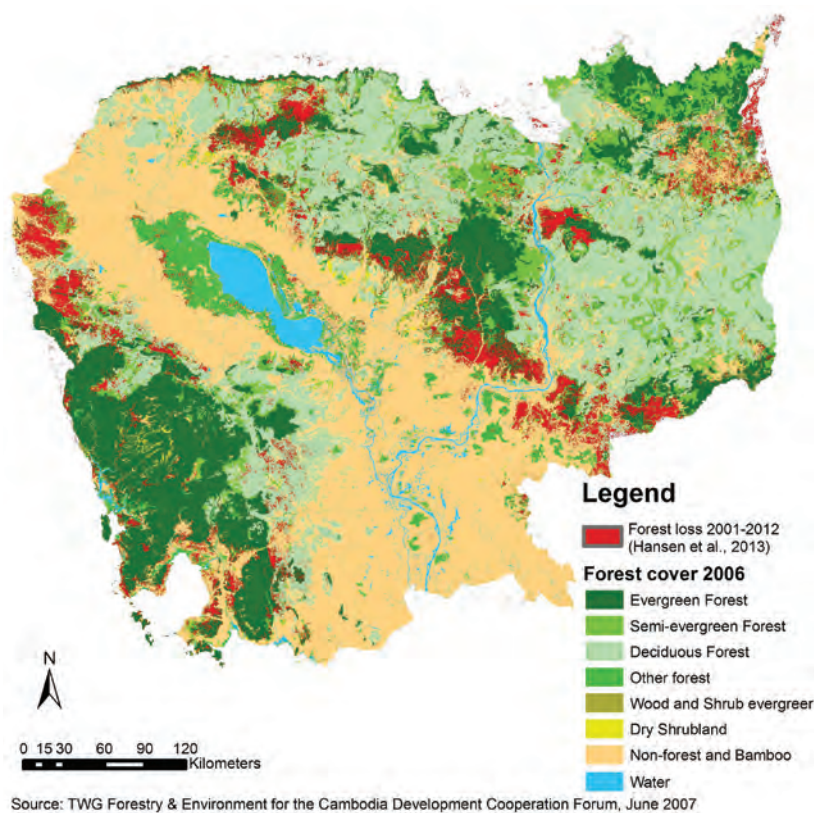 Legend
Forest loss 2001-2012
(Hansen et al., 2013)
Forest cover 2006
Evergreen Forest
Semi-evergreen Forest
Deciduous Forest
Other forest
Wood and Shrub evergreer
Dry Shrubland
Non-forest and Bamboo
Water
N
0 15 30 60 90 120
Kilometers
Source: TWG Forestry & Environment for the Cambodia Development Cooperation Forum, June 2007